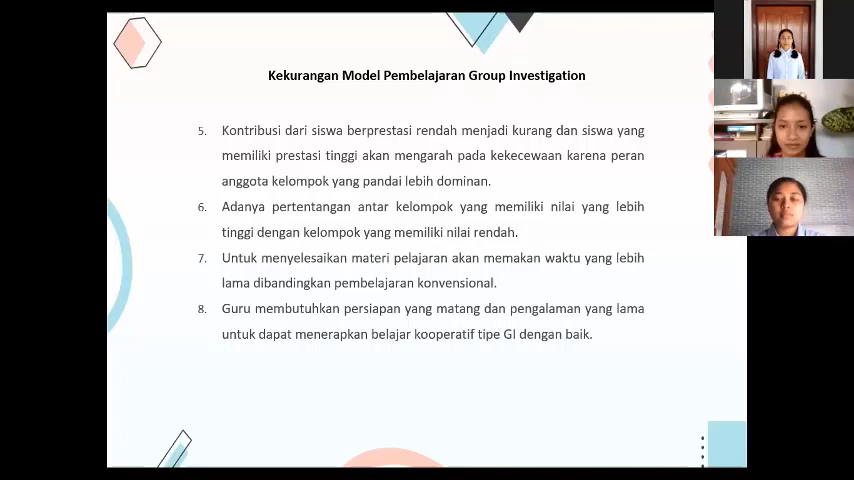 Kekurangan Model Pembelajaran Group Investigation
5. Kontribusi dari siswa berprestasi rendah menjadi kurang dan siswa yang
memiliki prestasi tinggi akan mengarah pada kekecewaan karena peran
anggota kelompok yang pandai lebih dominan.
6. Adanya pertentangan antar kelompok yang memiliki nilai yang lebih
tinggi dengan kelompok yang memiliki nilai rendah.
7. Untuk menyelesaikan materi pelajaran akan memakan waktu yang lebih
lama dibandingkan pembelajaran konvensional.
8. Guru membutuhkan persiapan yang matang dan pengalaman yang lama
untuk dapat menerapkan belajar kooperatif tipe GI dengan baik.